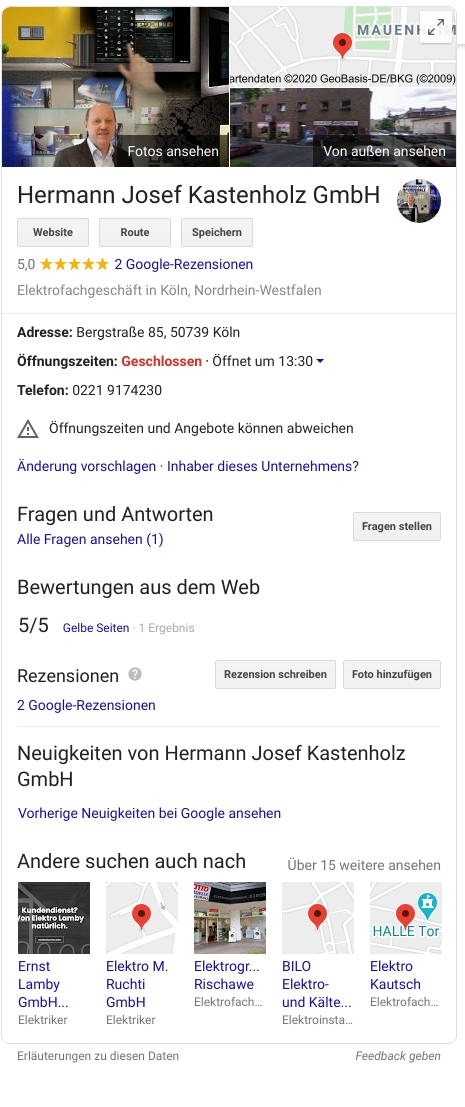 MAUENHEIM
artendaten ©2020 GeoBasis-DE/BKG (©2009)
Fotos ansehen
Von außen ansehen
Hermann Josef Kastenholz GmbH
Website
Route
Speichern
5,0 ★★★★★ 2 Google-Rezensionen
Elektrofachgeschäft in Köln, Nordrhein-Westfalen
Adresse: Bergstraße 85, 50739 Köln
Öffnungszeiten: Geschlossen · Öffnet um 13:30
Telefon: 0221 9174230
Öffnungszeiten und Angebote können abweichen
Änderung vorschlagen · Inhaber dieses Unternehmens?
Fragen und Antworten
Fragen stellen
Alle Fragen ansehen (1)
Bewertungen aus dem Web
5/5 Gelbe Seiten · 1 Ergebnis
Rezensionen ?
Rezension schreiben
Foto hinzufügen
2 Google-Rezensionen
Neuigkeiten von Hermann Josef Kastenholz
GmbH
Vorherige Neuigkeiten bei Google ansehen
Andere suchen auch nach
Über 15 weitere ansehen
Kundendienst?
Von Elektro Lamby
natürlich.
HALLE Tor
Ernst
Lamby
GmbH...
Elektriker
Elektro M.
Ruchti
GmbH
Elektriker
Elektrogr...
Rischawe
Elektrofach...
BILO
Elektro-
und Kälte...
Elektroinsta...
Elektro
Kautsch
Elektrofach...
Erläuterungen zu diesen Daten
Feedback geben